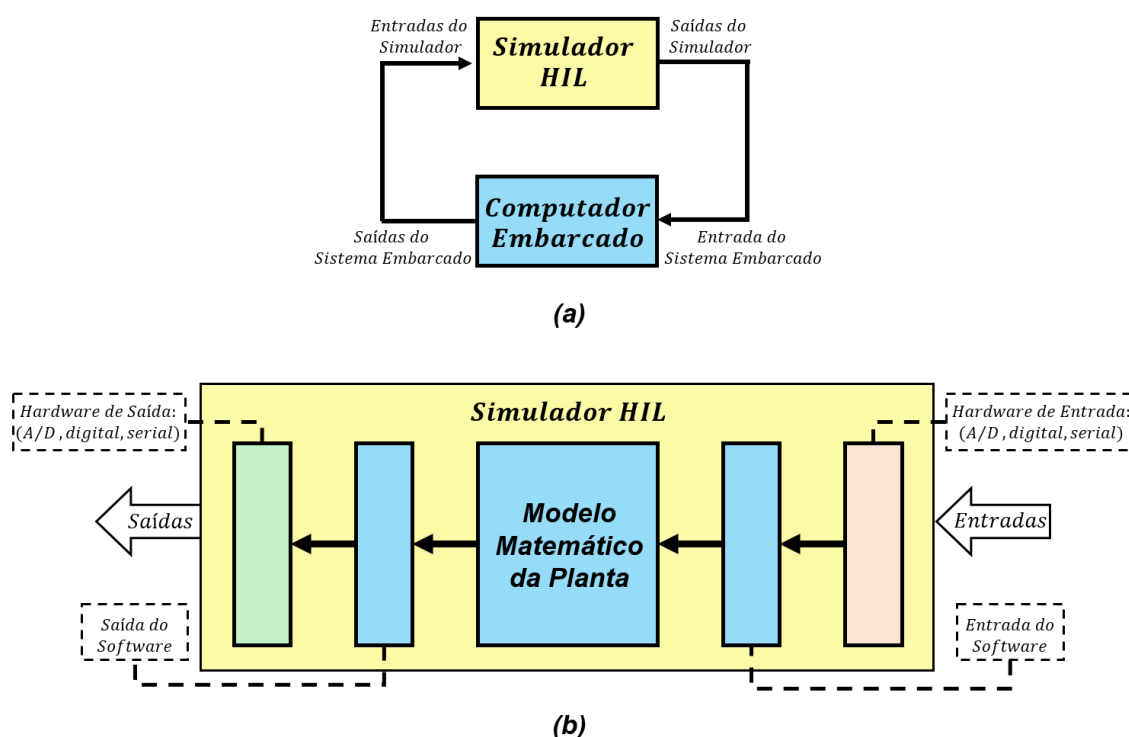 Entradas do
Simulador
Simulador
HIL
Saídas do
Simulador
Computador
Embarcado
Saídas do
Sistema Embarcado
Entrada do
Sistema Embarcado
(a)
Simulador HIL
Hardware de Saída:
(A/D , digital, serial)
Hardware de Entrada:
(A/D , digital, serial)
Saídas
Modelo
Matemático
da Planta
Entradas
Saída do
Software
Entrada do
Software
(b)